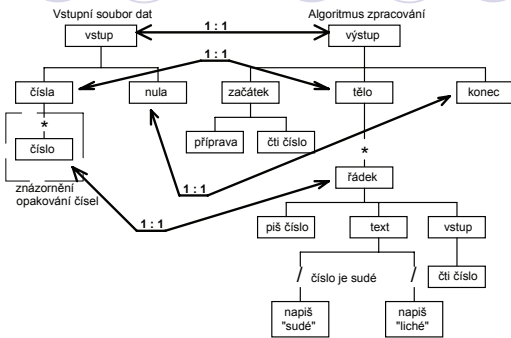 Vstupní soubor dat
Algoritmus zpracování
vstup
1 : 1
výstup
1 : 1
čísla
nula
začátek
tělo
konec
*
číslo
příprava
čti číslo
*
znázornění
opakování čísel
1 : 1
řádek
1 : 1
piš číslo
text
vstup
/
číslo je sudé
/
čti číslo
napiš
"sudé"
napiš
"liché"